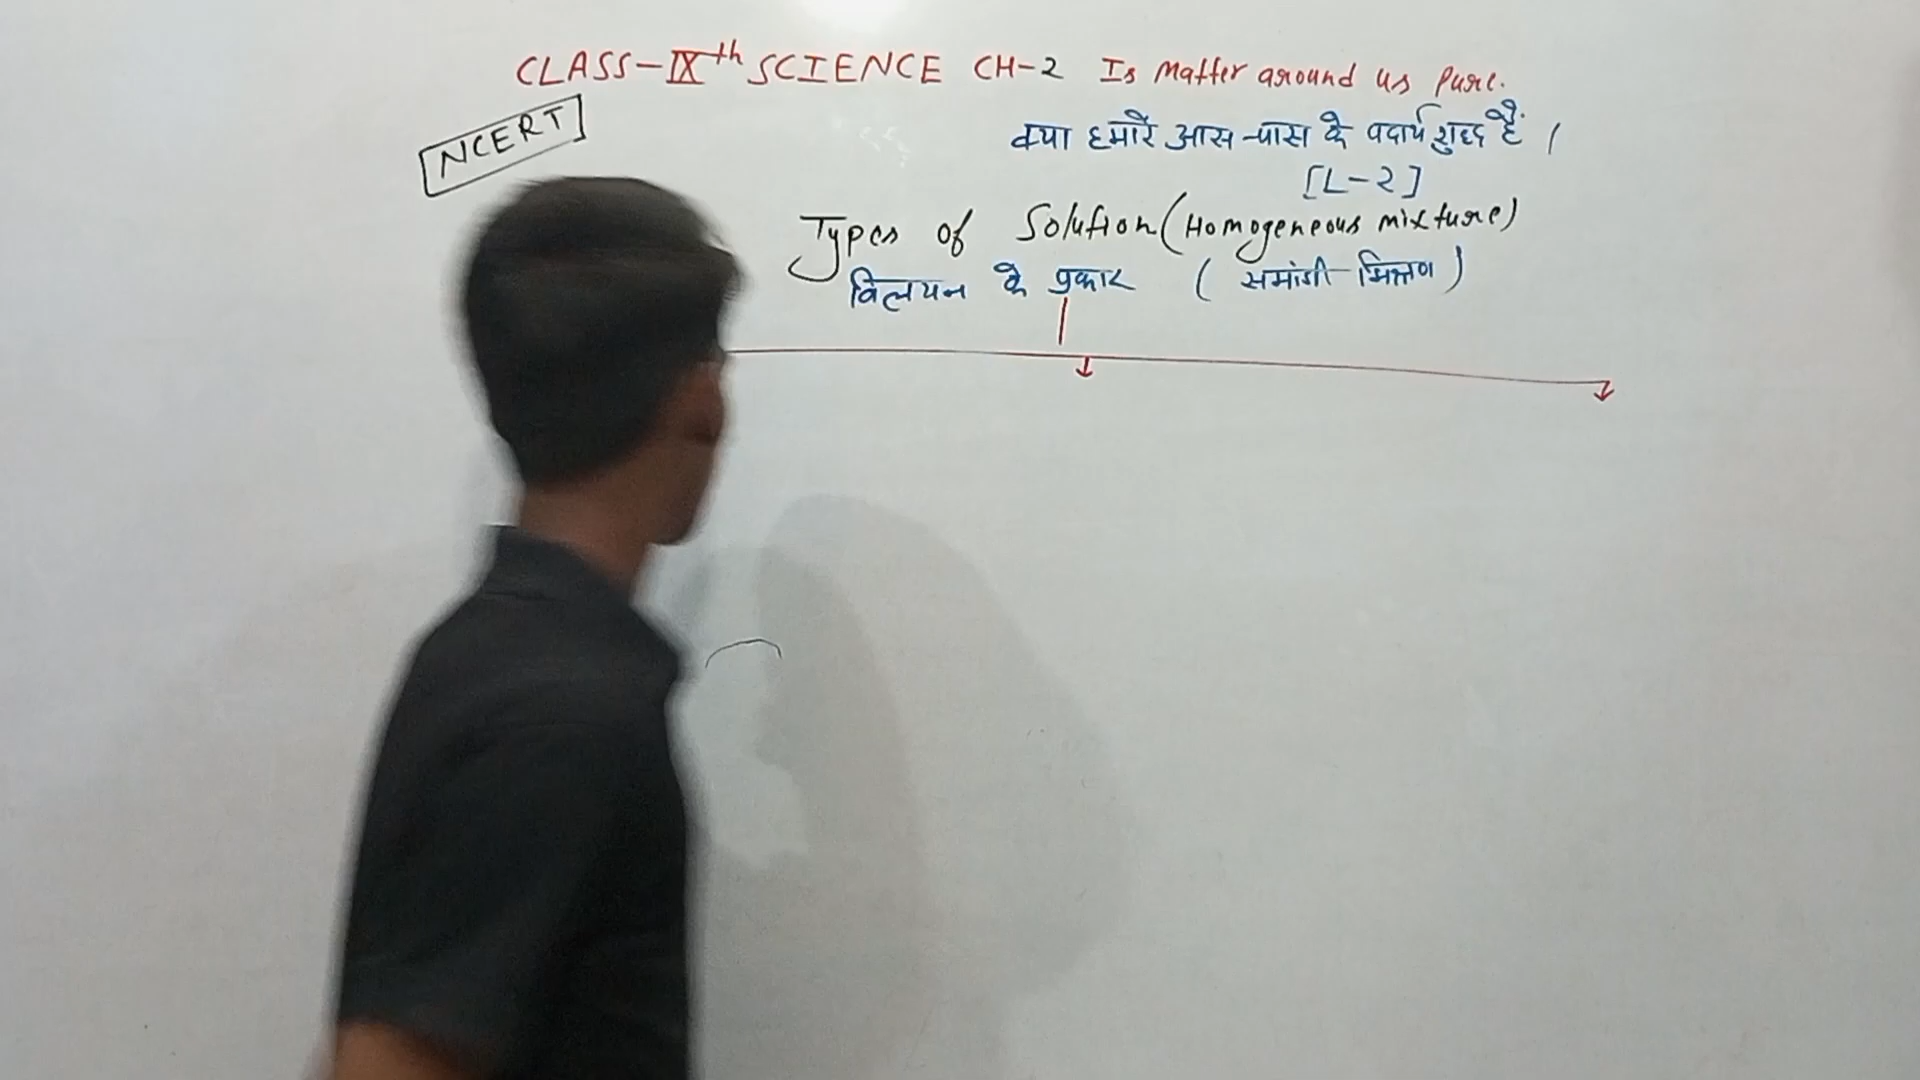 CLASS-IXth SCIENCE CH-2 Is Matter around us Pure.
NCERT
क्या हमारे आस-पास के पदार्थ शुद्ध हैं ।
[L-2]
Types of Solution (Homogeneous mixture)
विलयन के प्रकार ( समांगी मिश्रण )